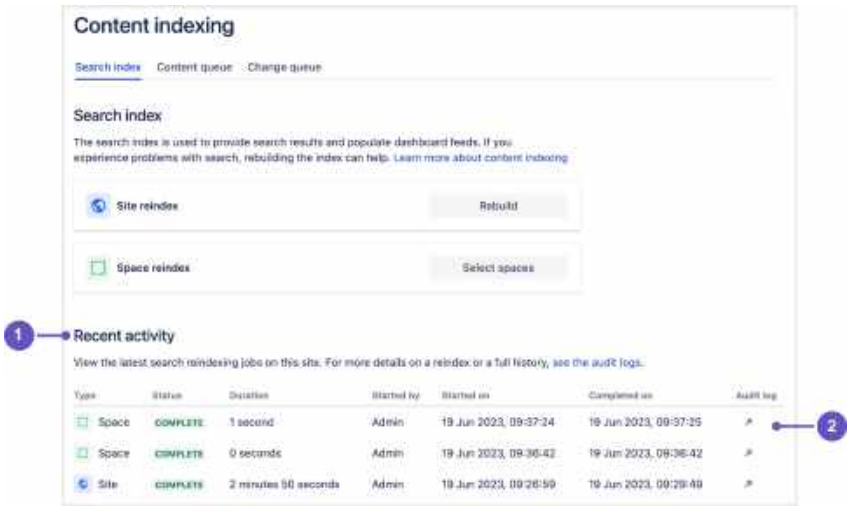 Content indexing
Search index Content queue Change queue
Search index
The search index is used to provide search results and populate dashboard feeds. If you
experience problems with search, rebuilding the index can help. Learn more about content indexing
Site reindex Rebuild
Space reindex Select spaces
1 Recent activity
View the latest search reindexing jobs on this site. For more details on a reindex or a full history, see the audit logs.
Type Status Duration Started by Started on Completed on Audit log
Space COMPLETE 1 second Admin 19 Jun 2023, 09:37:24 19 Jun 2023, 09:37:25 2
Space COMPLETE 0 seconds Admin 19 Jun 2023, 09:36:42 19 Jun 2023, 09:36:42
Site COMPLETE 2 minutes 50 seconds Admin 19 Jun 2023, 09:26:59 19 Jun 2023, 09:29:49